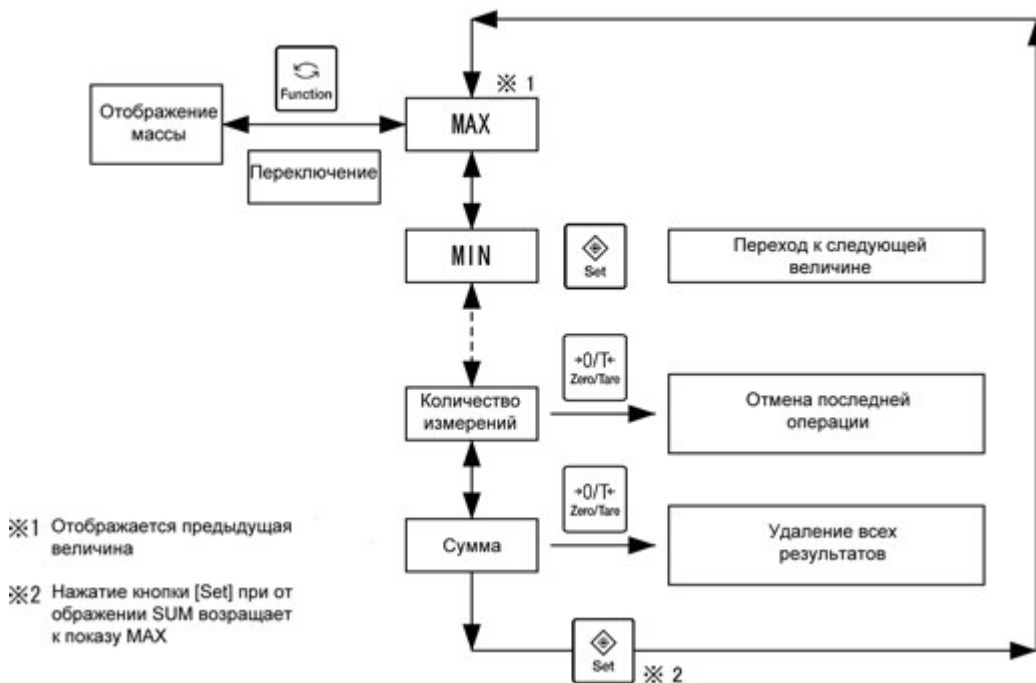 ※ 1
Function
Отображение
массы
MAX
Переключение
MIN
Set
Переход к следующей
величине
→0/T←
Zero/Tare
Количество
измерений
Отмена последней
операции
→0/T←
Zero/Tare
※1 Отображается предыдущая
величина
Сумма
Удаление всех
результатов
※2 Нажатие кнопки [Set] при от
ображении SUM возращает
к показу MAX
Set
※ 2